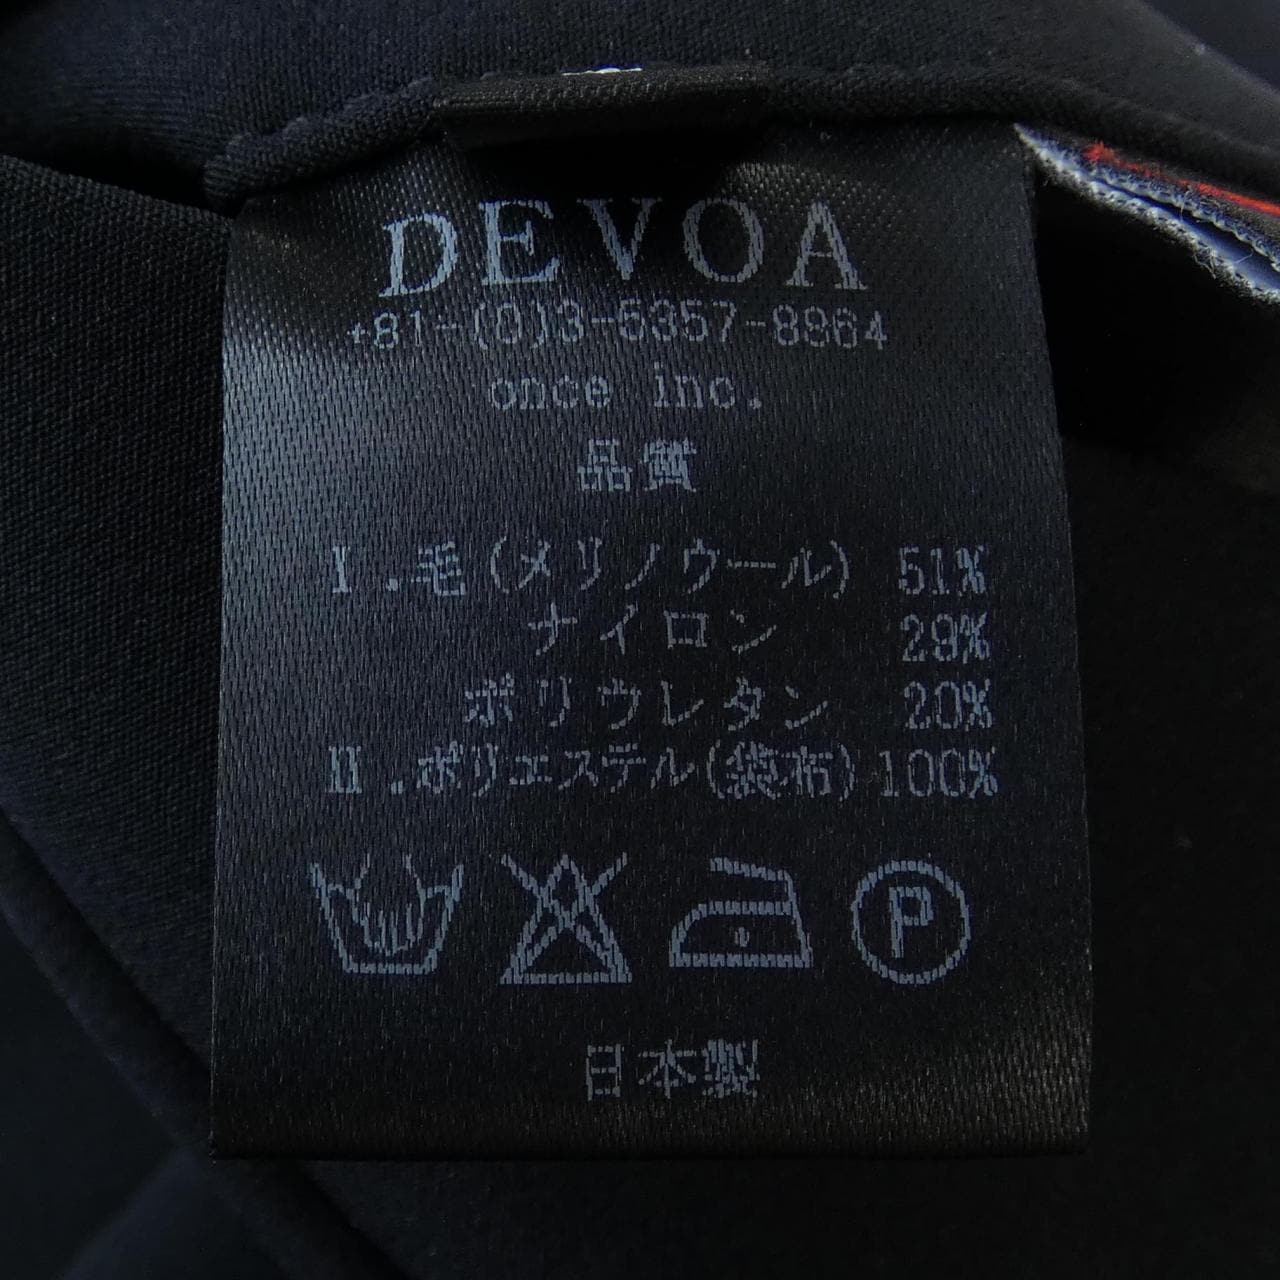 DEVOA
+81-(0)3-5357-8864
once inc.
品質
Ⅰ.毛(メリノウール) 51%
ナイロン 29%
ポリウレタン 20%
Ⅱ.ポリエステル(袋布) 100%
P
日本製